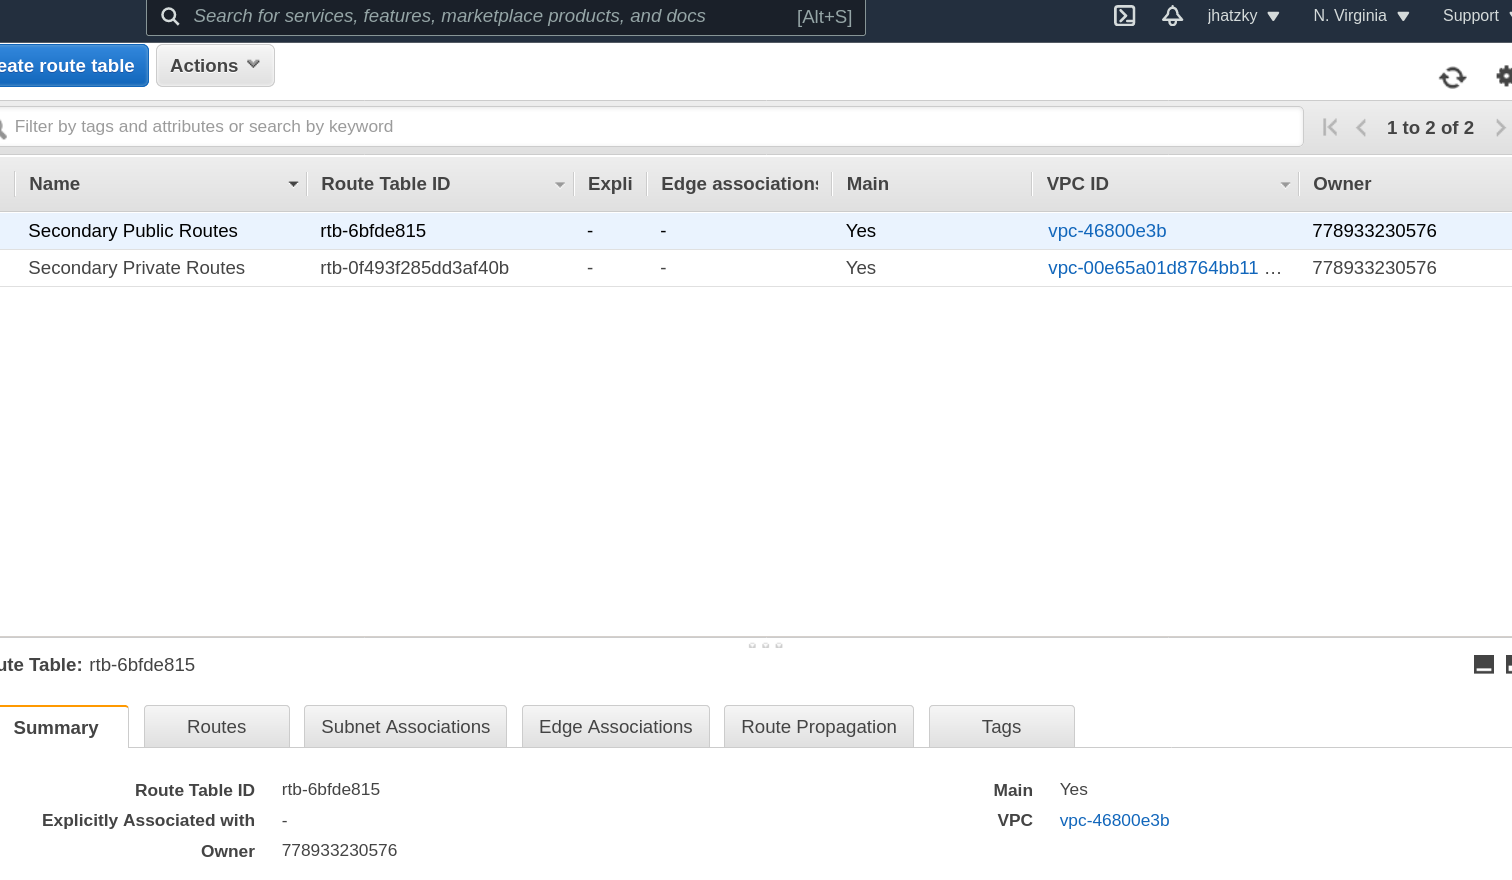 Search for services, features, marketplace products, and docs [Alt+S] jhatzky N. Virginia Support
eate route table Actions
Filter by tags and attributes or search by keyword 1 to 2 of 2
Name Route Table ID Expli Edge associations Main VPC ID Owner
Secondary Public Routes rtb-6bfde815 - - Yes vpc-46800e3b 778933230576
Secondary Private Routes rtb-0f493f285dd3af40b - - Yes vpc-00e65a01d8764bb11 … 778933230576
ute Table: rtb-6bfde815
Summary Routes Subnet Associations Edge Associations Route Propagation Tags
Route Table ID rtb-6bfde815 Main Yes
Explicitly Associated with - VPC vpc-46800e3b
Owner 778933230576